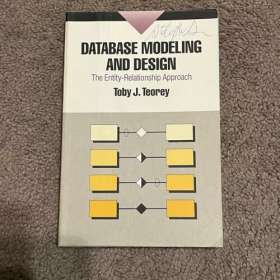 DATABASE MODELING
AND DESIGN
The Entity-Relationship Approach
Toby J. Teorey